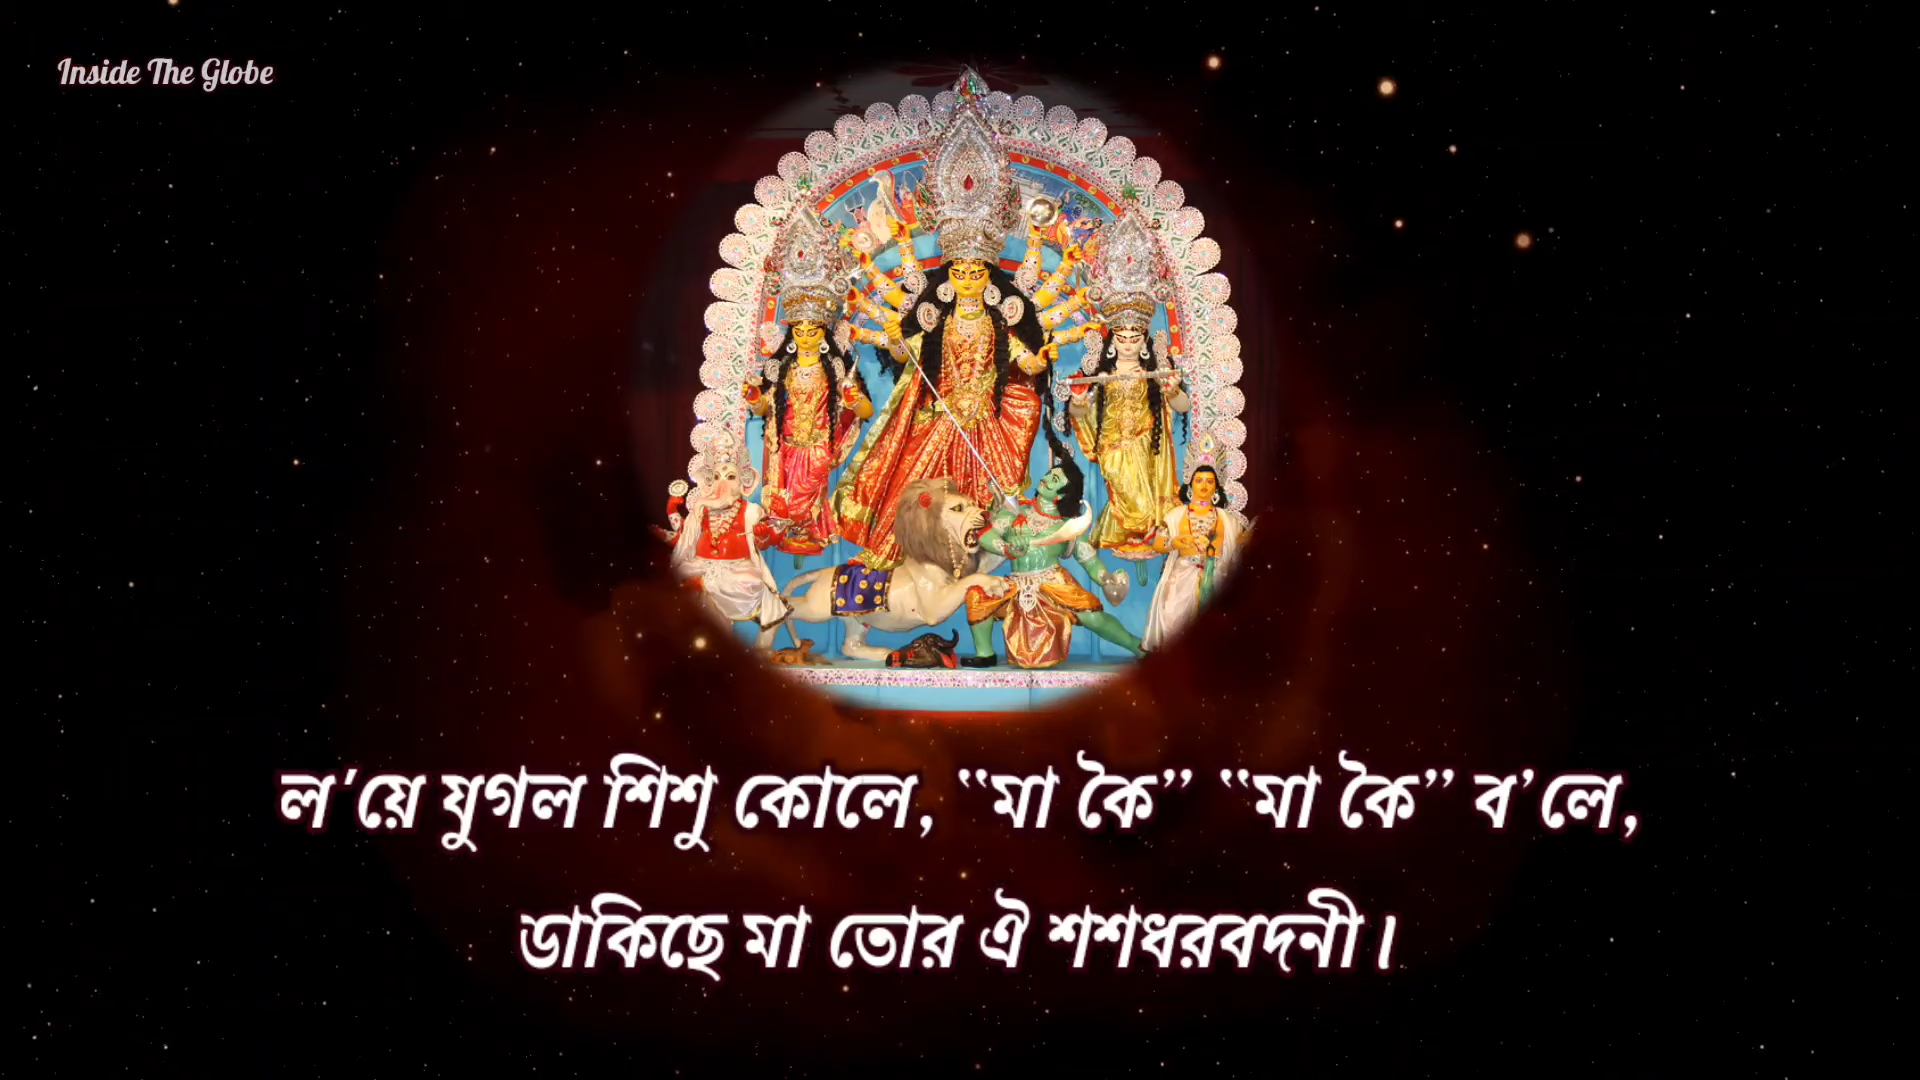 Inside The Globe
ল'য়ে যুগল শিশু কোলে, “মা কৈ” “মা কৈ” ব'লে,
ডাকিছে মা তোর ঐ শশধরবদনী।